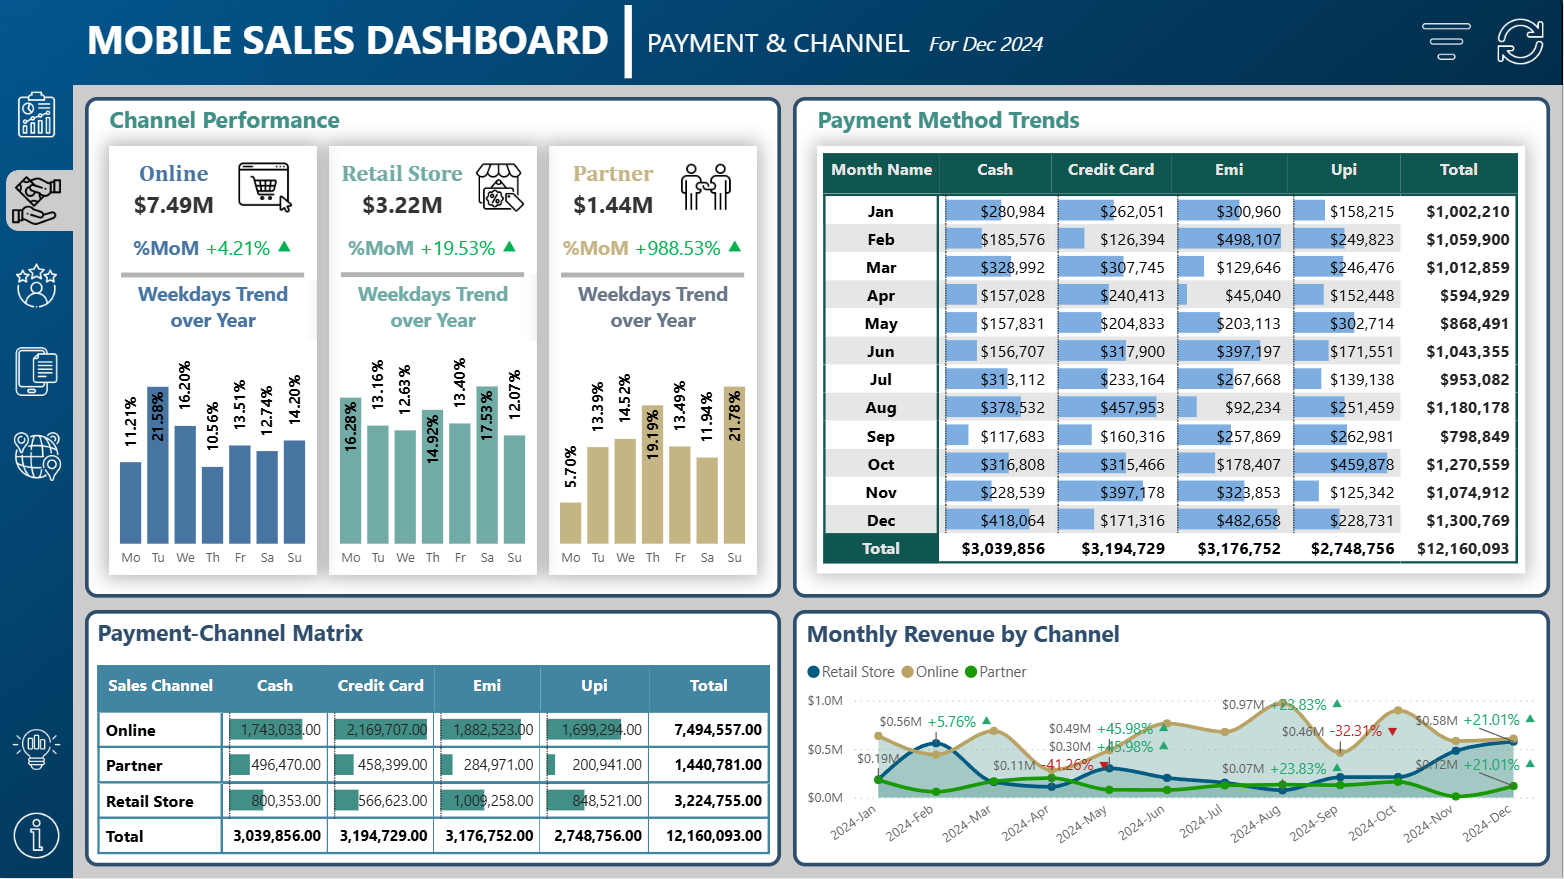 MOBILE SALES DASHBOARD
PAYMENT & CHANNEL For Dec 2024
Channel Performance
Online
$7.49M
%MoM +4.21%
Weekdays Trend
over Year
11.21% 21.58% 16.20% 10.56% 13.51% 12.74% 14.20%
Mo Tu We Th Fr Sa Su
Retail Store
$3.22M
%MoM +19.53%
Weekdays Trend
over Year
16.28% 13.16% 12.63% 14.92% 13.40% 17.53% 12.07%
Mo Tu We Th Fr Sa Su
Partner
$1.44M
%MoM +988.53%
Weekdays Trend
over Year
5.70% 13.39% 14.52% 19.19% 13.49% 11.94% 21.78%
Mo Tu We Th Fr Sa Su
Payment Method Trends
Month Name Cash Credit Card Emi Upi Total
Jan $280,984 $262,051 $300,960 $158,215 $1,002,210
Feb $185,576 $126,394 $498,107 $249,823 $1,059,900
Mar $328,992 $307,745 $129,646 $246,476 $1,012,859
Apr $157,028 $240,413 $45,040 $152,448 $594,929
May $157,831 $204,833 $203,113 $302,714 $868,491
Jun $156,707 $317,900 $397,197 $171,551 $1,043,355
Jul $313,112 $233,164 $267,668 $139,138 $953,082
Aug $378,532 $457,953 $92,234 $251,459 $1,180,178
Sep $117,683 $160,316 $257,869 $262,981 $798,849
Oct $316,808 $315,466 $178,407 $459,878 $1,270,559
Nov $228,539 $397,178 $323,853 $125,342 $1,074,912
Dec $418,064 $171,316 $482,658 $228,731 $1,300,769
Total $3,039,856 $3,194,729 $3,176,752 $2,748,756 $12,160,093
Payment-Channel Matrix
Sales Channel Cash Credit Card Emi Upi Total
Online 1,743,033.00 2,169,707.00 1,882,523.00 1,699,294.00 7,494,557.00
Partner 496,470.00 458,399.00 284,971.00 200,941.00 1,440,781.00
Retail Store 800,353.00 566,623.00 1,009,258.00 848,521.00 3,224,755.00
Total 3,039,856.00 3,194,729.00 3,176,752.00 2,748,756.00 12,160,093.00
Monthly Revenue by Channel
Retail Store Online Partner
$1.0M
$0.5M
$0.0M
$0.56M +5.76%
$0.19M
$0.49M +45.98%
$0.30M +45.98%
$0.11M -41.26%
$0.97M +23.83%
$0.46M -32.31%
$0.07M +23.83%
$0.58M +21.01%
$0.12M +21.01%
2024-Jan 2024-Feb 2024-Mar 2024-Apr 2024-May 2024-Jun 2024-Jul 2024-Aug 2024-Sep 2024-Oct 2024-Nov 2024-Dec